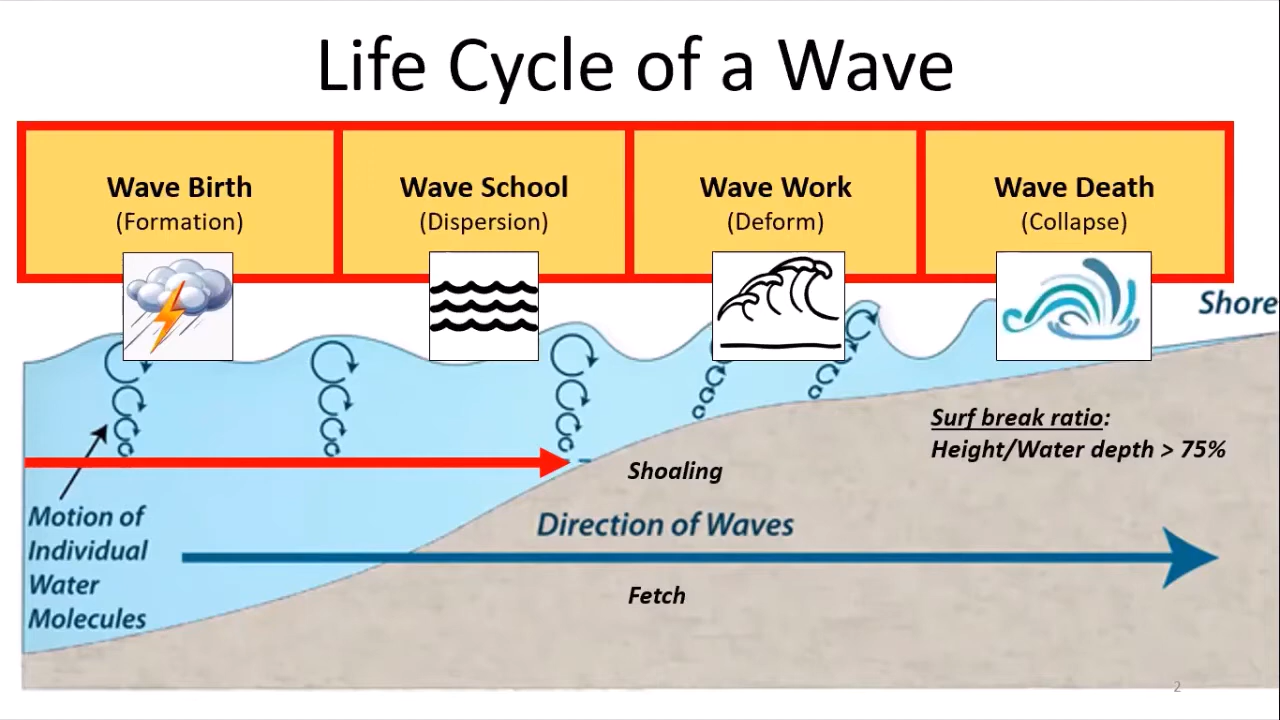 Life Cycle of a Wave
Wave Birth
(Formation)
Wave School
(Dispersion)
Wave Work
(Deform)
Wave Death
(Collapse)
Shore
Surf break ratio:
Height/Water depth > 75%
Shoaling
Motion of
Individual
Water
Molecules
Direction of Waves
Fetch
2